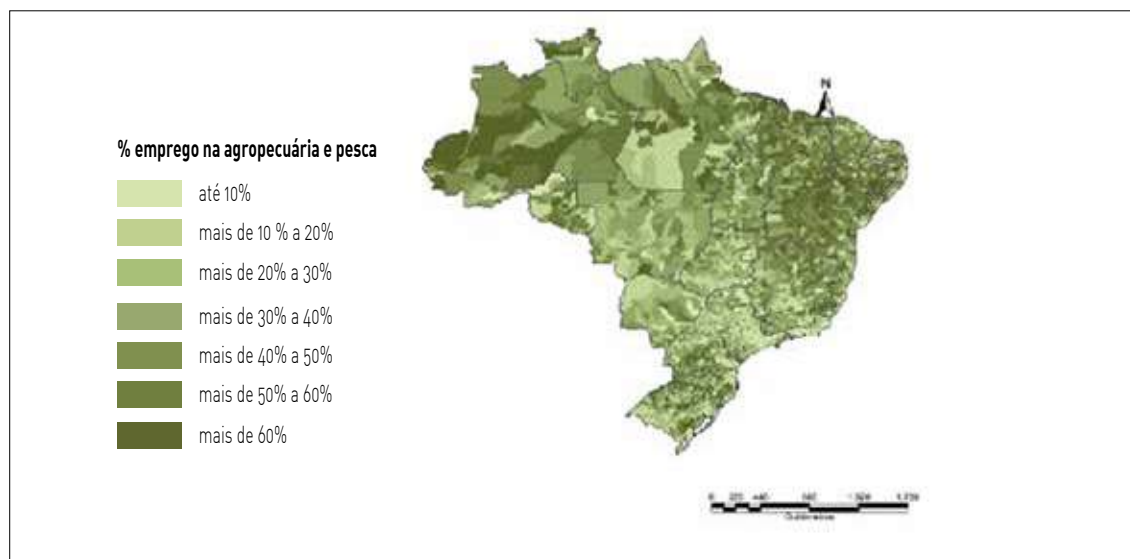 % emprego na agropecuária e pesca
até 10%
mais de 10 % a 20%
mais de 20% a 30%
mais de 30% a 40%
mais de 40% a 50%
mais de 50% a 60%
mais de 60%
N
0